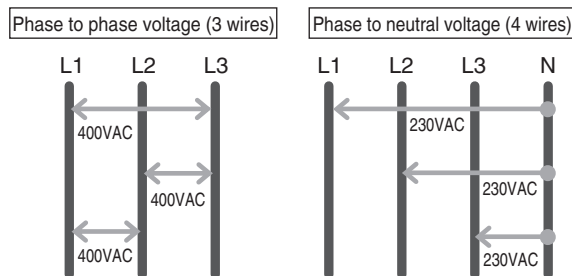 Phase to phase voltage (3 wires)
L1 L2 L3
400VAC
400VAC
400VAC
Phase to neutral voltage (4 wires)
L1 L2 L3 N
230VAC
230VAC
230VAC